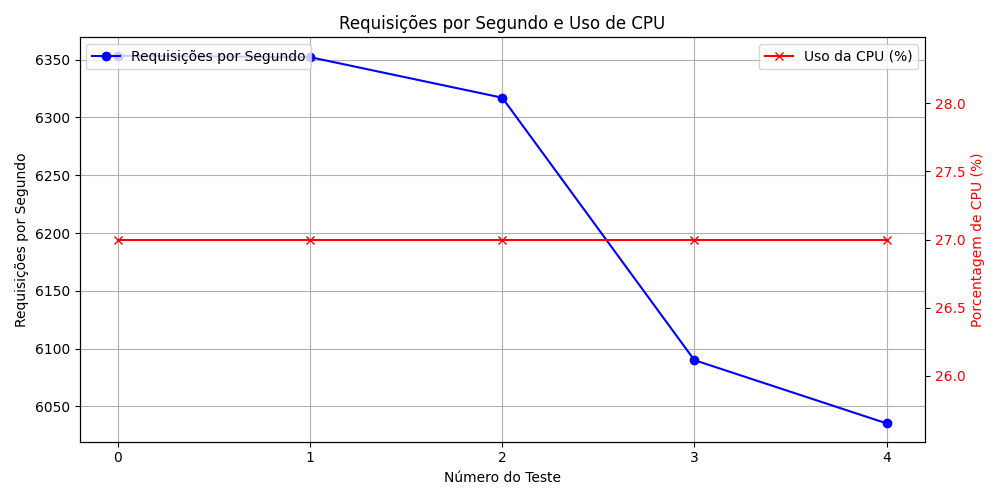 Requisições por Segundo e Uso de CPU
Requisições por Segundo
Uso da CPU (%)
Requisições por Segundo
6350
6300
6250
6200
6150
6100
6050
28.0
27.5
27.0
26.5
26.0
Porcentagem de CPU (%)
0 1 2 3 4
Número do Teste